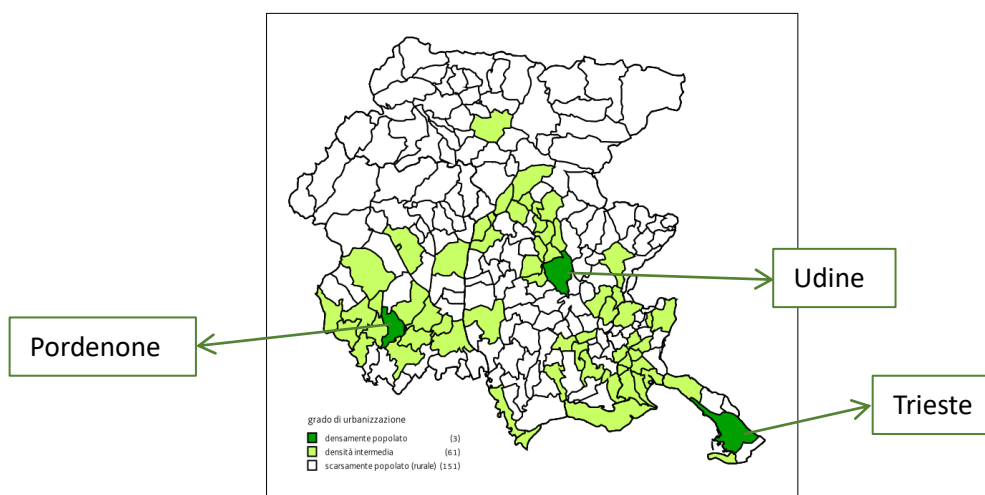 Udine
Pordenone
Trieste
grado di urbanizzazione
densamente popolato (3)
densità intermedia (61)
scarsamente popolato (rurale) (151)